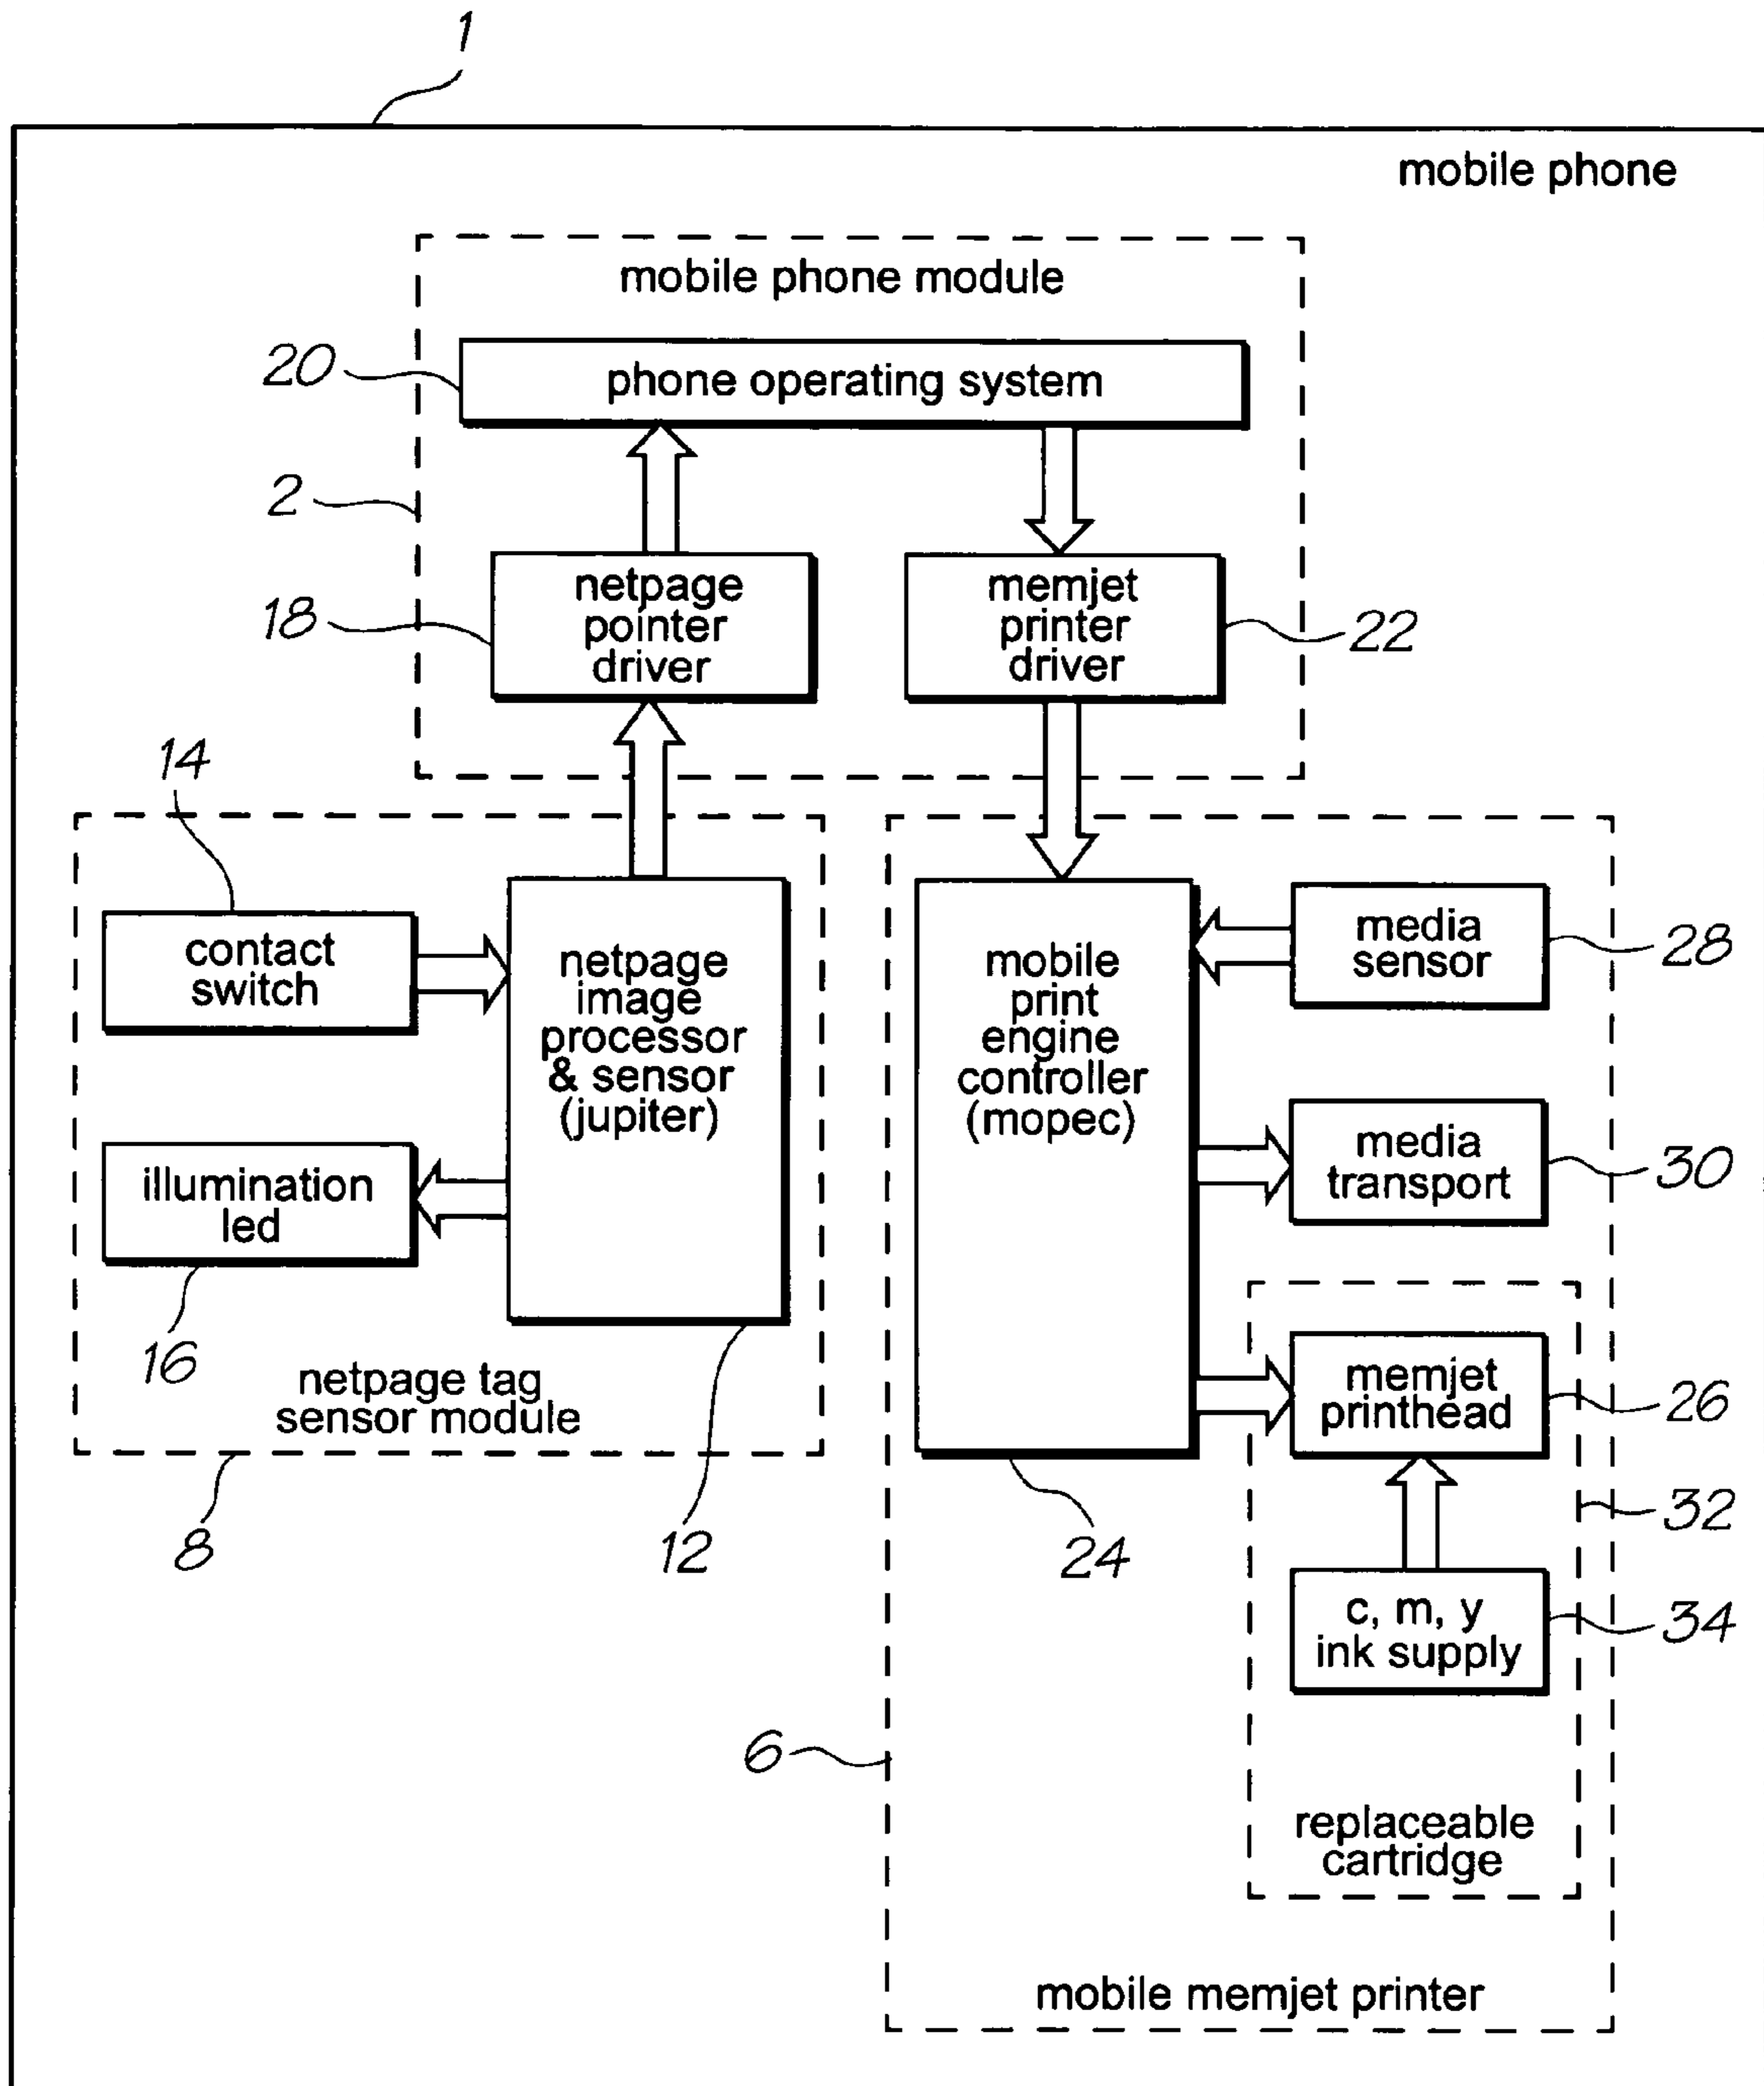 1
mobile phone
mobile phone module
20
phone operating system
2
18
netpage
pointer
driver
memjet
printer
driver
22
14
contact
switch
netpage
image
processor
& sensor
(jupiter)
illumination
led
16
netpage tag
sensor module
8
12
mobile
print
engine
controller
(mopec)
media
sensor
28
media
transport
30
memjet
printhead
26
24
32
c, m, y
ink supply
34
6
replaceable
cartridge
mobile memjet printer